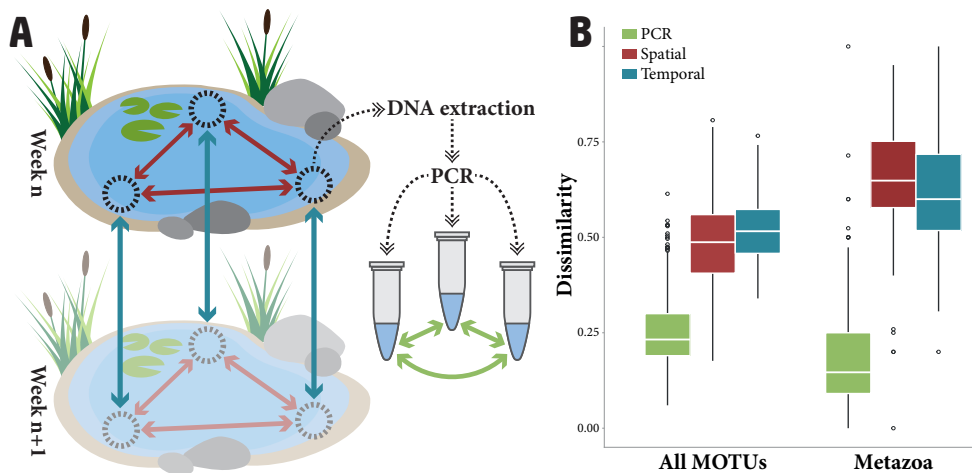 A
Week n
Week n+1
DNA extraction
PCR
B
PCR
Spatial
Temporal
Dissimilarity
0.75
0.50
0.25
0.00
All MOTUs
Metazoa